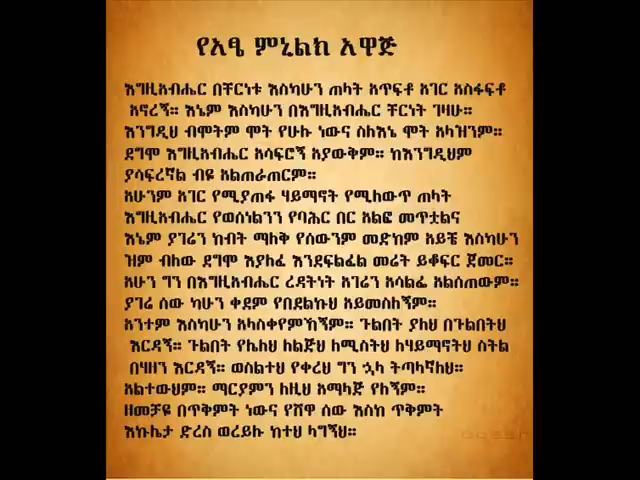 የአፄ ምኒልክ አዋጅ
እግዚአብሔር በቸርነቱ እስካሁን ጠላት አጥፍቶ አገር አስፋፍቶ
አኖረኝ። እኔም እስካሁን በእግዚአብሔር ቸርነት ገዛሁ።
እንግዲህ ብሞትም ሞት የሁሉ ነውና ስለእኔ ሞት አላዝንም።
ደግሞ እግዚአብሔር አሳፍሮኝ አያውቅም። ከእንግዲህም
ያሳፍረኛል ብዬ አልጠራጠርም።
አሁንም አገር የሚያጠፋ ሃይማኖት የሚለውጥ ጠላት
እግዚአብሔር የወሰነልንን የባሕር በር አልፎ መጥቷልና
እኔም ያገሬን ከብት ማለቅ የሰውንም መድከም አይቼ እስካሁን
ዝም ብለው ደግሞ እያለፈ እንደፍልፈል መሬት ይቆፍር ጀመር።
አሁን ግን በእግዚአብሔር ረዳትነት አገሬን አሳልፌ አልሰጠውም።
ያገሬ ሰው ካሁን ቀደም የበደልኩህ አይመስለኝም።
አንተም እስካሁን አላስቀየምኸኝም። ጉልበት ያለህ በጉልበትህ
እርዳኝ። ጉልበት የሌለህ ለልጅህ ለሚስትህ ለሃይማኖትህ ስትል
በሃዘን እርዳኝ። ወስልተህ የቀረህ ግን ኋላ ትጣላኛለህ።
አልተውህም። ማርያምን ለዚህ አማላጅ የለኝም።
ዘመቻዬ በጥቅምት ነውና የሸዋ ሰው እስከ ጥቅምት
እኩሌታ ድረስ ወረይሉ ከተህ ላግኝህ።